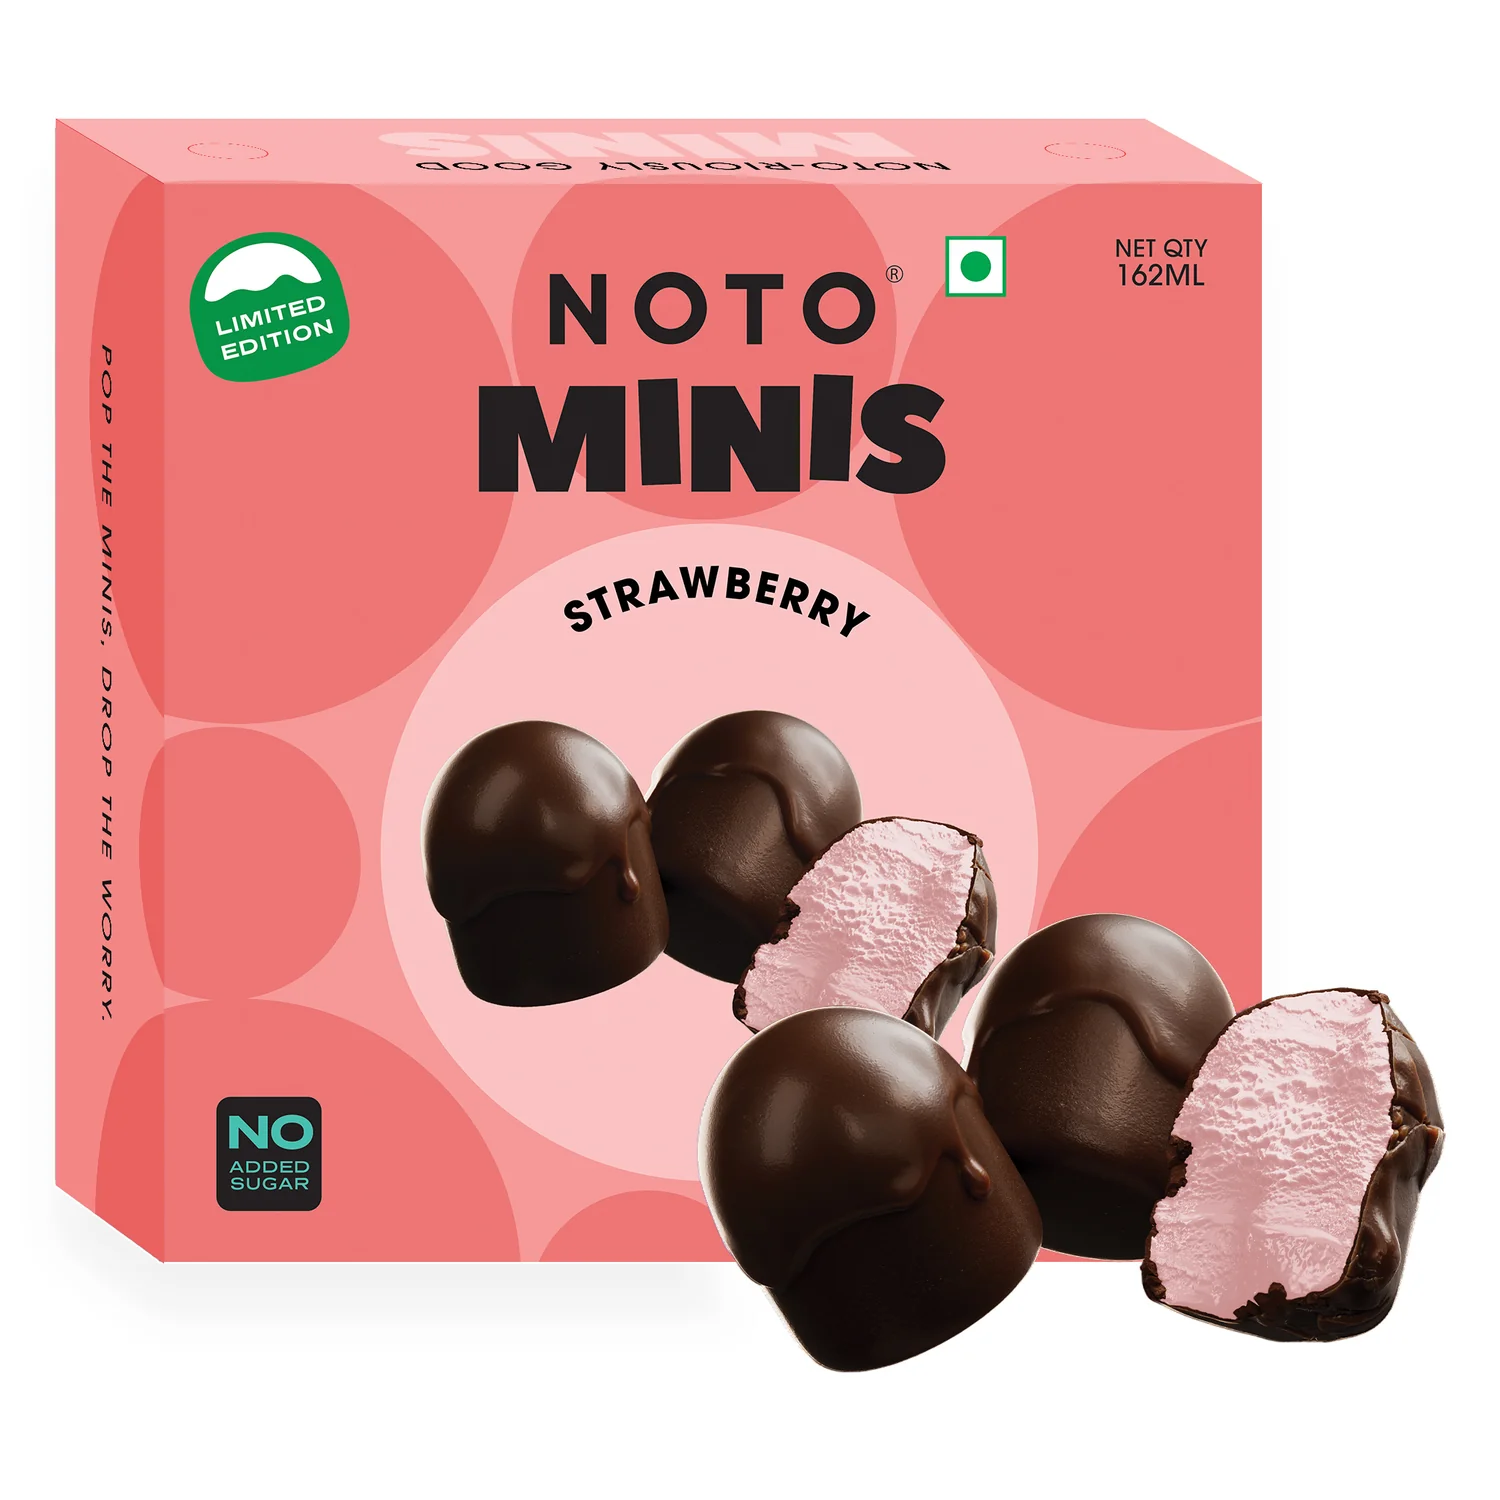 MINIS
NOTO-RIOUSLY GOOD
LIMITED
EDITION
NOTO®
MINIS
NET QTY
162ML
STRAWBERRY
POP THE MINIS, DROP THE WORRY.
NO
ADDED
SUGAR